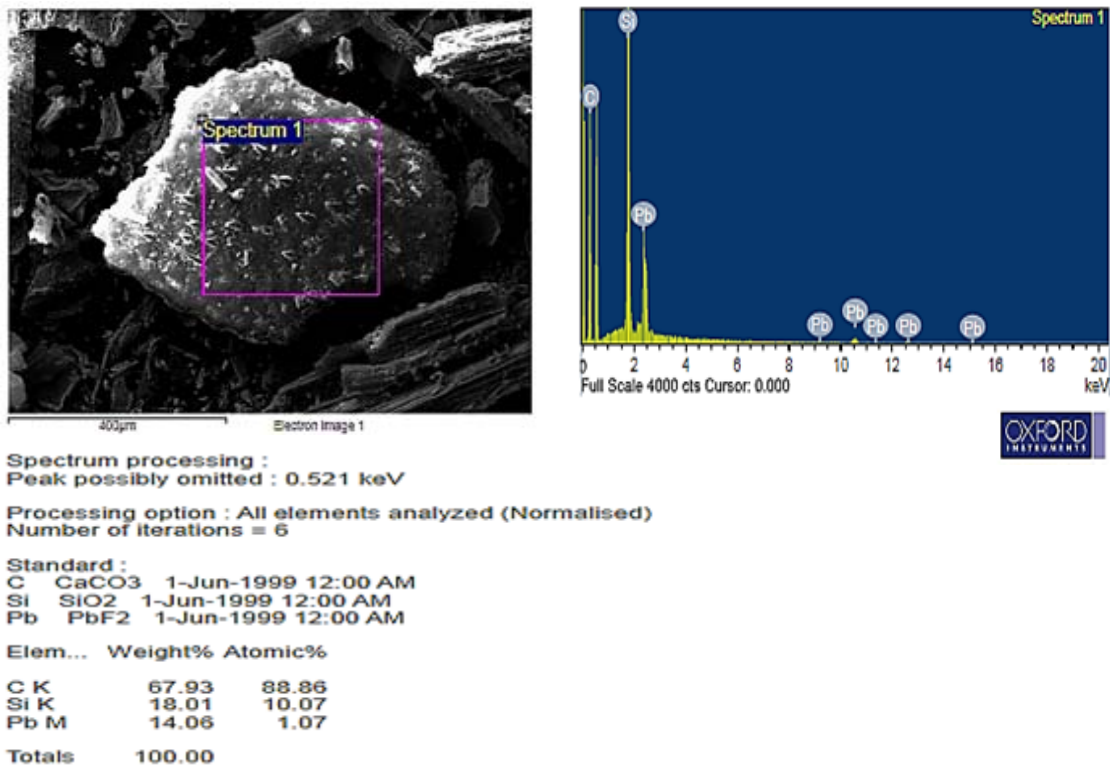 Spectrum 1
400µm
Electron Image 1
Spectrum 1
C
Si
Pb
Pb
Pb
Pb
Pb
Pb
0 2 4 6 8 10 12 14 16 18 20
Full Scale 4000 cts Cursor: 0.000
keV
OXFORD
INSTRUMENTS
Spectrum processing :
Peak possibly omitted : 0.521 keV
Processing option : All elements analyzed (Normalised)
Number of iterations = 6
Standard :
C CaCO3 1-Jun-1999 12:00 AM
Si SiO2 1-Jun-1999 12:00 AM
Pb PbF2 1-Jun-1999 12:00 AM
Elem... Weight% Atomic%
C K 67.93 88.86
Si K 18.01 10.07
Pb M 14.06 1.07
Totals 100.00